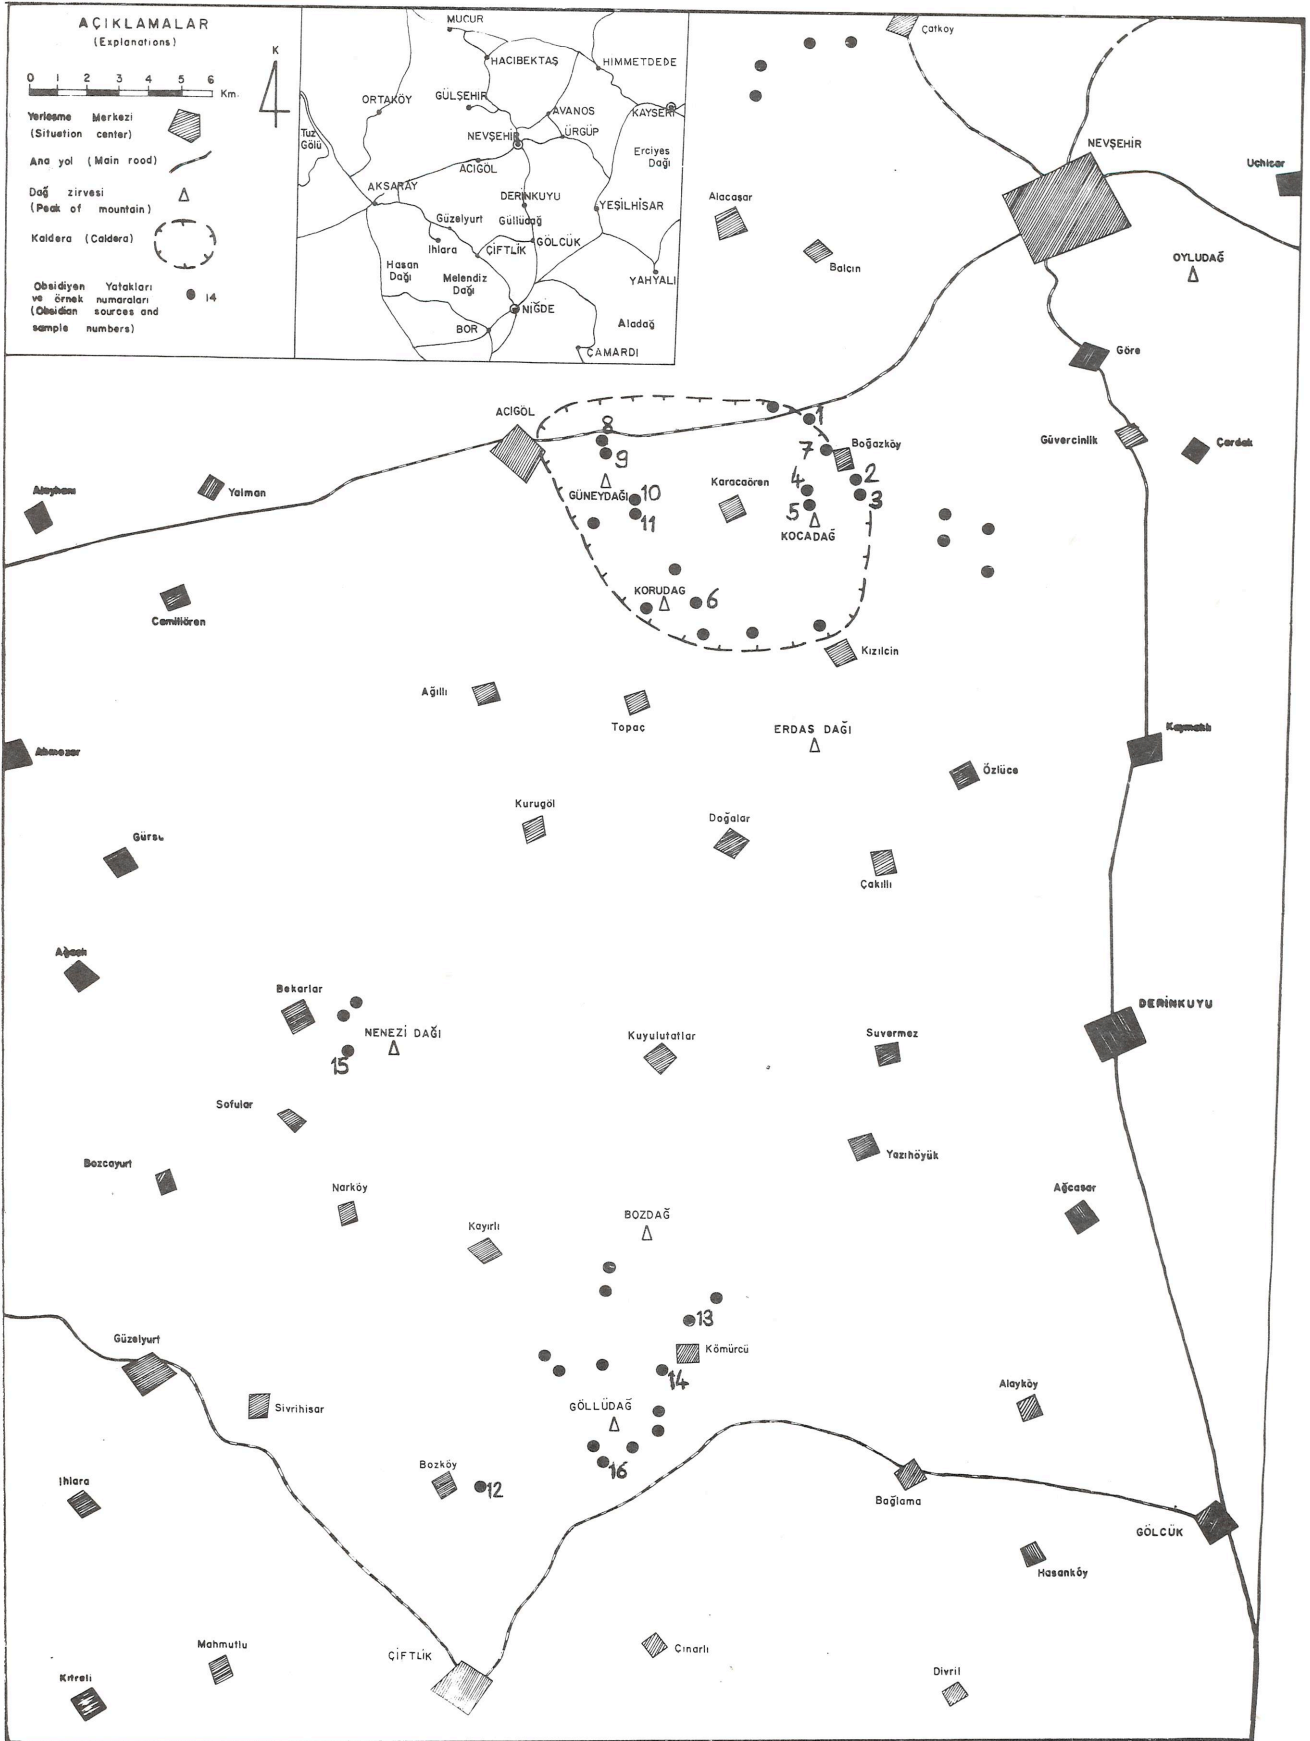 AÇIKLAMALAR
(Explanations)
K
0 1 2 3 4 5 6
Km.
Yerleşme Merkezi
(Situation center)
Ana yol (Main rood)
Dağ zirvesi
(Peak of mountain)
Kaldera (Caldera)
Obsidiyen Yatakları
ve örnek numaraları
(Obsidian sources and
sample numbers)
14
MUCUR
HACIBEKTAŞ
HIMMETDEDE
ORTAKÖY
GÜLŞEHIR
AVANOS
KAYSERI
Tuz
Gölü
NEVŞEHIR
ÜRGÜP
Erciyes
Dağı
ACIGÖL
AKSARAY
DERINKUYU
YEŞILHISAR
Güzelyurt
Güllüdağ
Ihlara
ÇIFTLIK
GÖLCÜK
Hasan
Dağı
Melendiz
Dağı
YAHYALI
NIĞDE
BOR
Aladağ
ÇAMARDI
Çatkoy
NEVŞEHİR
Uchisar
Alacaşar
Balcın
OYLUDAĞ
Göre
ACIGÖL
8
1
Boğazköy
7
Güvercinlik
Çardak
9
Yalman
GÜNEYDAĞI
10
Karacaören
4
2
11
5
3
KOCADAĞ
KORUDAG
6
Camiliören
Kızılcin
Ağıllı
Topaç
ERDAS DAĞI
Kaymaklı
Özlüce
Kurugöl
Doğalar
Gürsu
Çakıllı
Bekarlar
DERİNKUYU
NENEZİ DAĞI
Kuyulutatlar
Suvermez
15
Sofular
Yazıhöyük
Bozcayurt
Narköy
Ağcaşar
Kayırlı
BOZDAĞ
13
Güzelyurt
Kömürcü
14
Alayköy
Sivrihisar
GÖLLÜDAĞ
Bozköy
16
Ihlara
12
Bağlama
GÖLCÜK
Hasanköy
Mahmutlu
ÇİFTLİK
Çınarlı
Divril